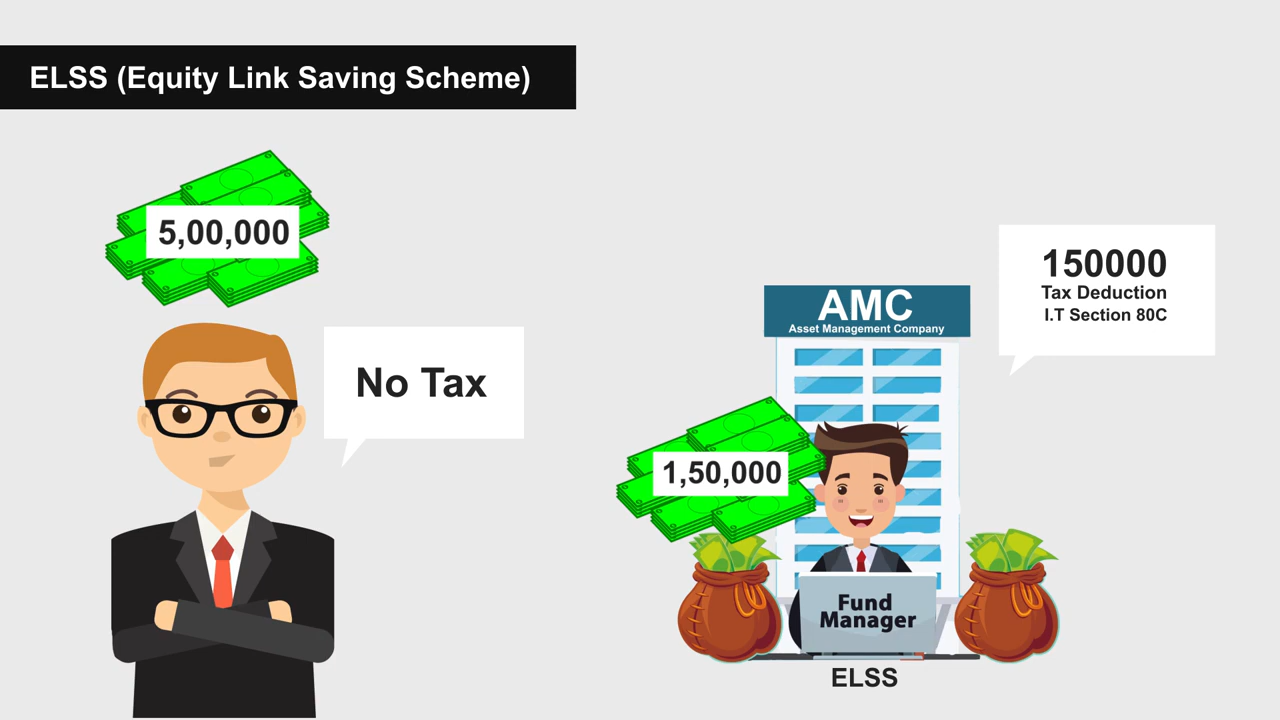 ELSS (Equity Link Saving Scheme)
5,00,000
No Tax
AMC
Asset Management Company
150000
Tax Deduction
I.T Section 80C
1,50,000
Fund
Manager
ELSS